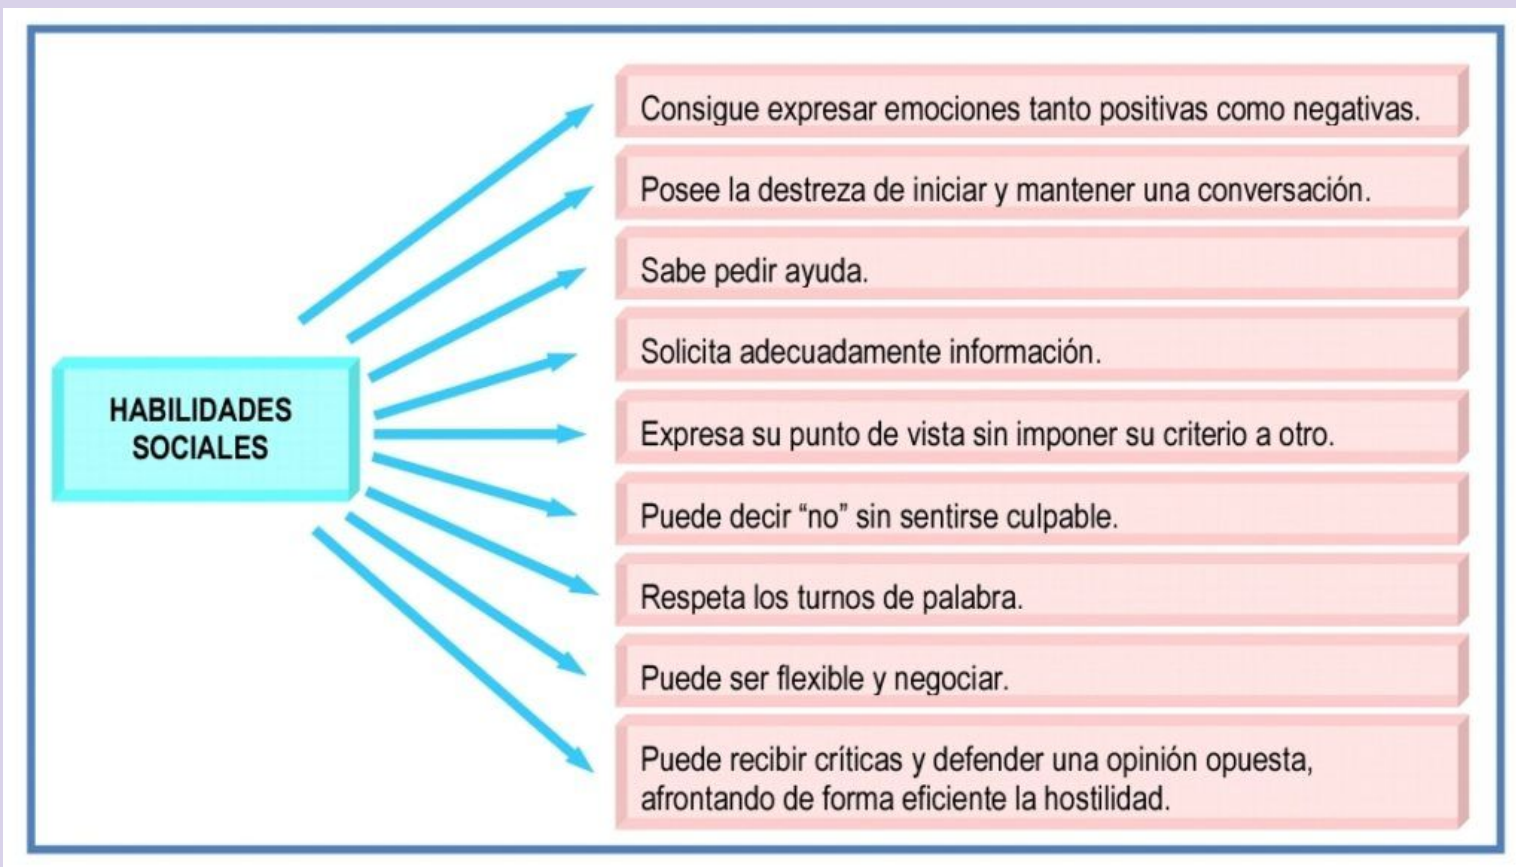 HABILIDADES
SOCIALES
Consigue expresar emociones tanto positivas como negativas.
Posee la destreza de iniciar y mantener una conversación.
Sabe pedir ayuda.
Solicita adecuadamente información.
Expresa su punto de vista sin imponer su criterio a otro.
Puede decir “no” sin sentirse culpable.
Respeta los turnos de palabra.
Puede ser flexible y negociar.
Puede recibir críticas y defender una opinión opuesta,
afrontando de forma eficiente la hostilidad.